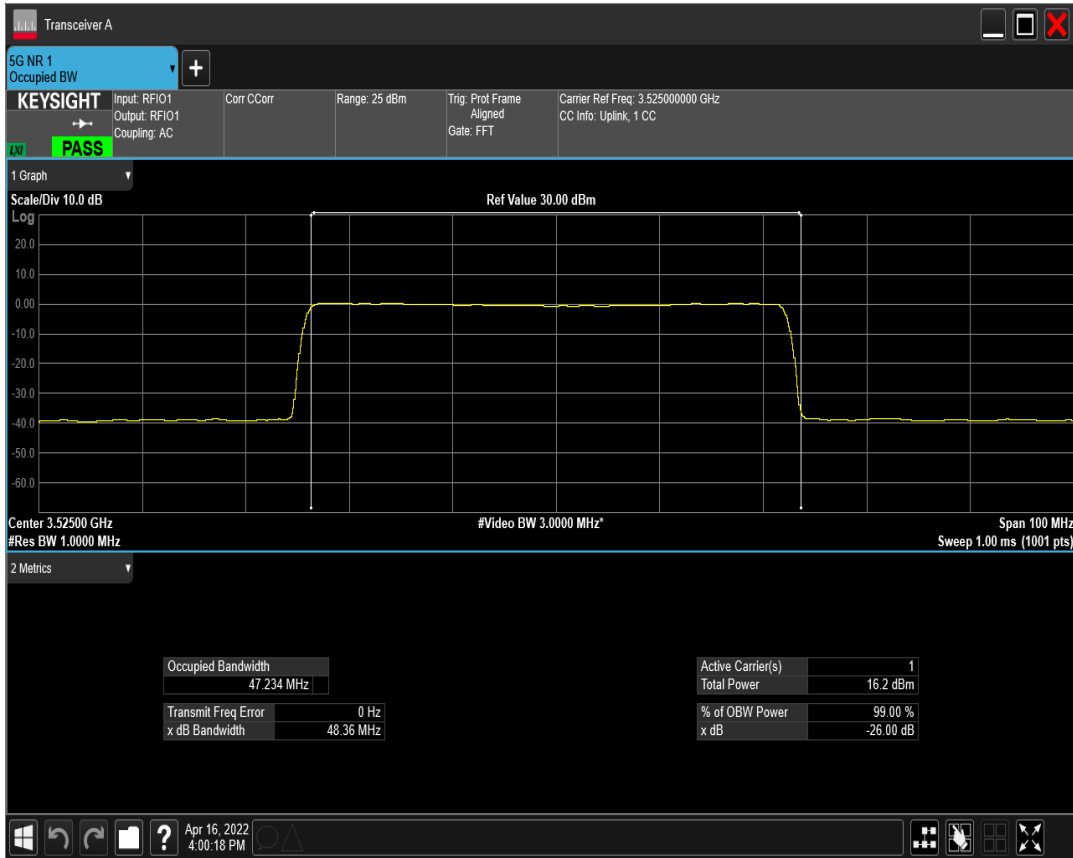 Transceiver A
5G NR 1
Occupied BW
KEYSIGHT
LXI
PASS
Input: RFIO1
Output: RFIO1
Coupling: AC
Corr CCorr
Range: 25 dBm
Trig: Prot Frame
Aligned
Gate: FFT
Carrier Ref Freq: 3.525000000 GHz
CC Info: Uplink, 1 CC
1 Graph
Scale/Div 10.0 dB
Ref Value 30.00 dBm
Log
20.0
10.0
0.00
-10.0
-20.0
-30.0
-40.0
-50.0
-60.0
Center 3.52500 GHz
#Video BW 3.0000 MHz*
Span 100 MHz
#Res BW 1.0000 MHz
Sweep 1.00 ms (1001 pts)
2 Metrics
Occupied Bandwidth
47.234 MHz
Transmit Freq Error 0 Hz
x dB Bandwidth 48.36 MHz
Active Carrier(s) 1
Total Power 16.2 dBm
% of OBW Power 99.00 %
x dB -26.00 dB
?
Apr 16, 2022
4:00:18 PM